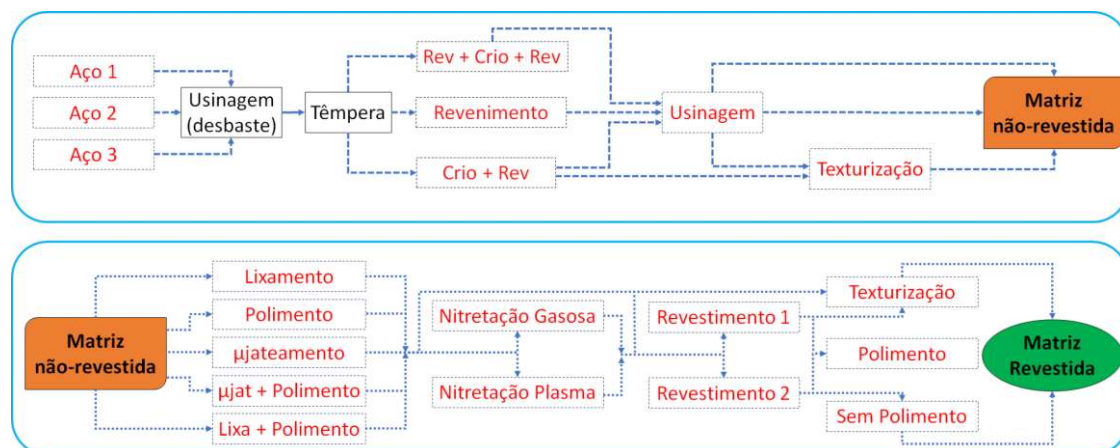 Aço 1
Aço 2
Aço 3
Usinagem
(desbaste)
Têmpera
Rev + Crio + Rev
Revenimento
Crio + Rev
Usinagem
Texturização
Matriz
não-revestida
Matriz
não-revestida
Lixamento
Polimento
µjateamento
µjat + Polimento
Lixa + Polimento
Nitretação Gasosa
Nitretação Plasma
Revestimento 1
Revestimento 2
Texturização
Polimento
Sem Polimento
Matriz
Revestida